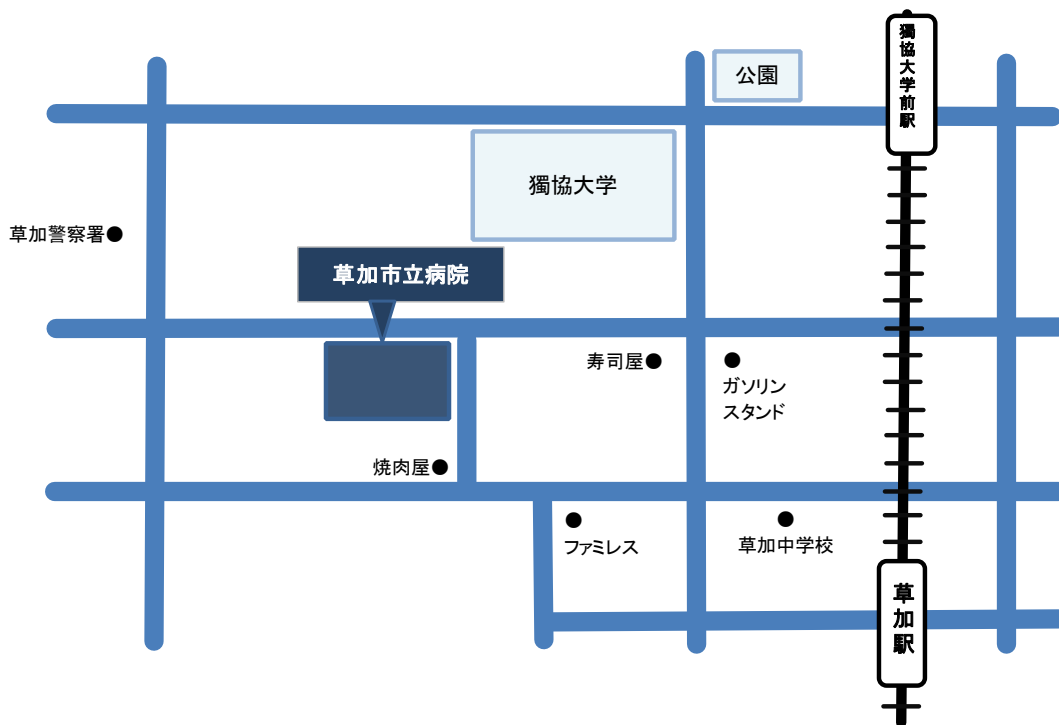 獨協大学前駅
公園
獨協大学
草加警察署
草加市立病院
寿司屋
ガソリン
スタンド
焼肉屋
ファミレス
草加中学校
草加駅